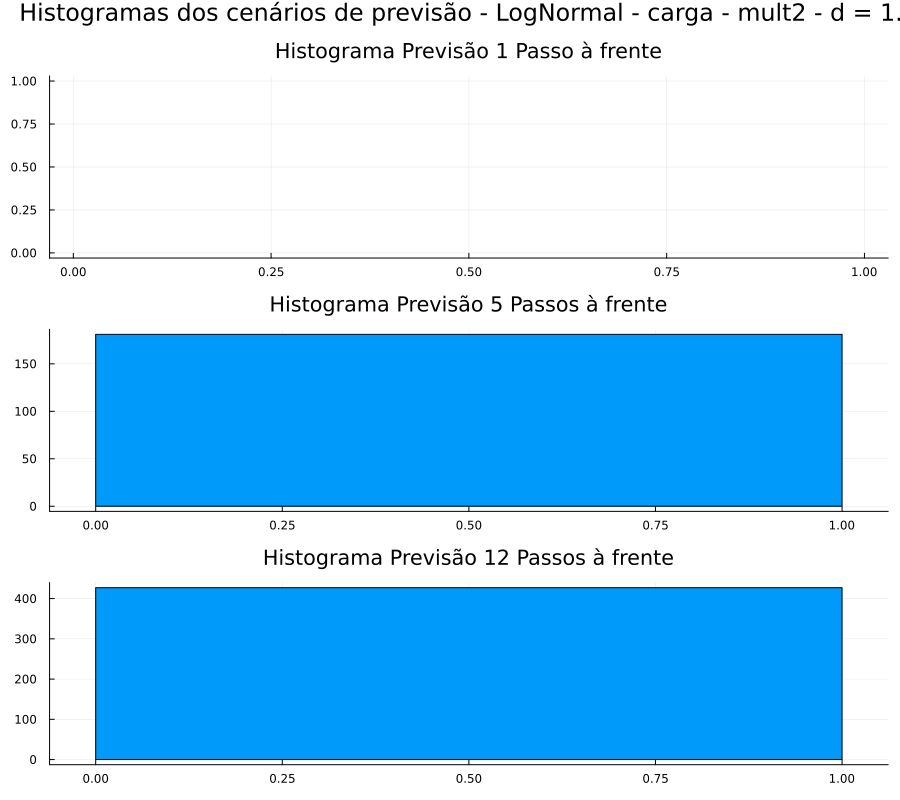 Histogramas dos cenários de previsão - LogNormal - carga - mult2 - d = 1.
Histograma Previsão 1 Passo à frente
1.00
0.75
0.50
0.25
0.00
0.00 0.25 0.50 0.75 1.00
Histograma Previsão 5 Passos à frente
150
100
50
0
0.00 0.25 0.50 0.75 1.00
Histograma Previsão 12 Passos à frente
400
300
200
100
0
0.00 0.25 0.50 0.75 1.00